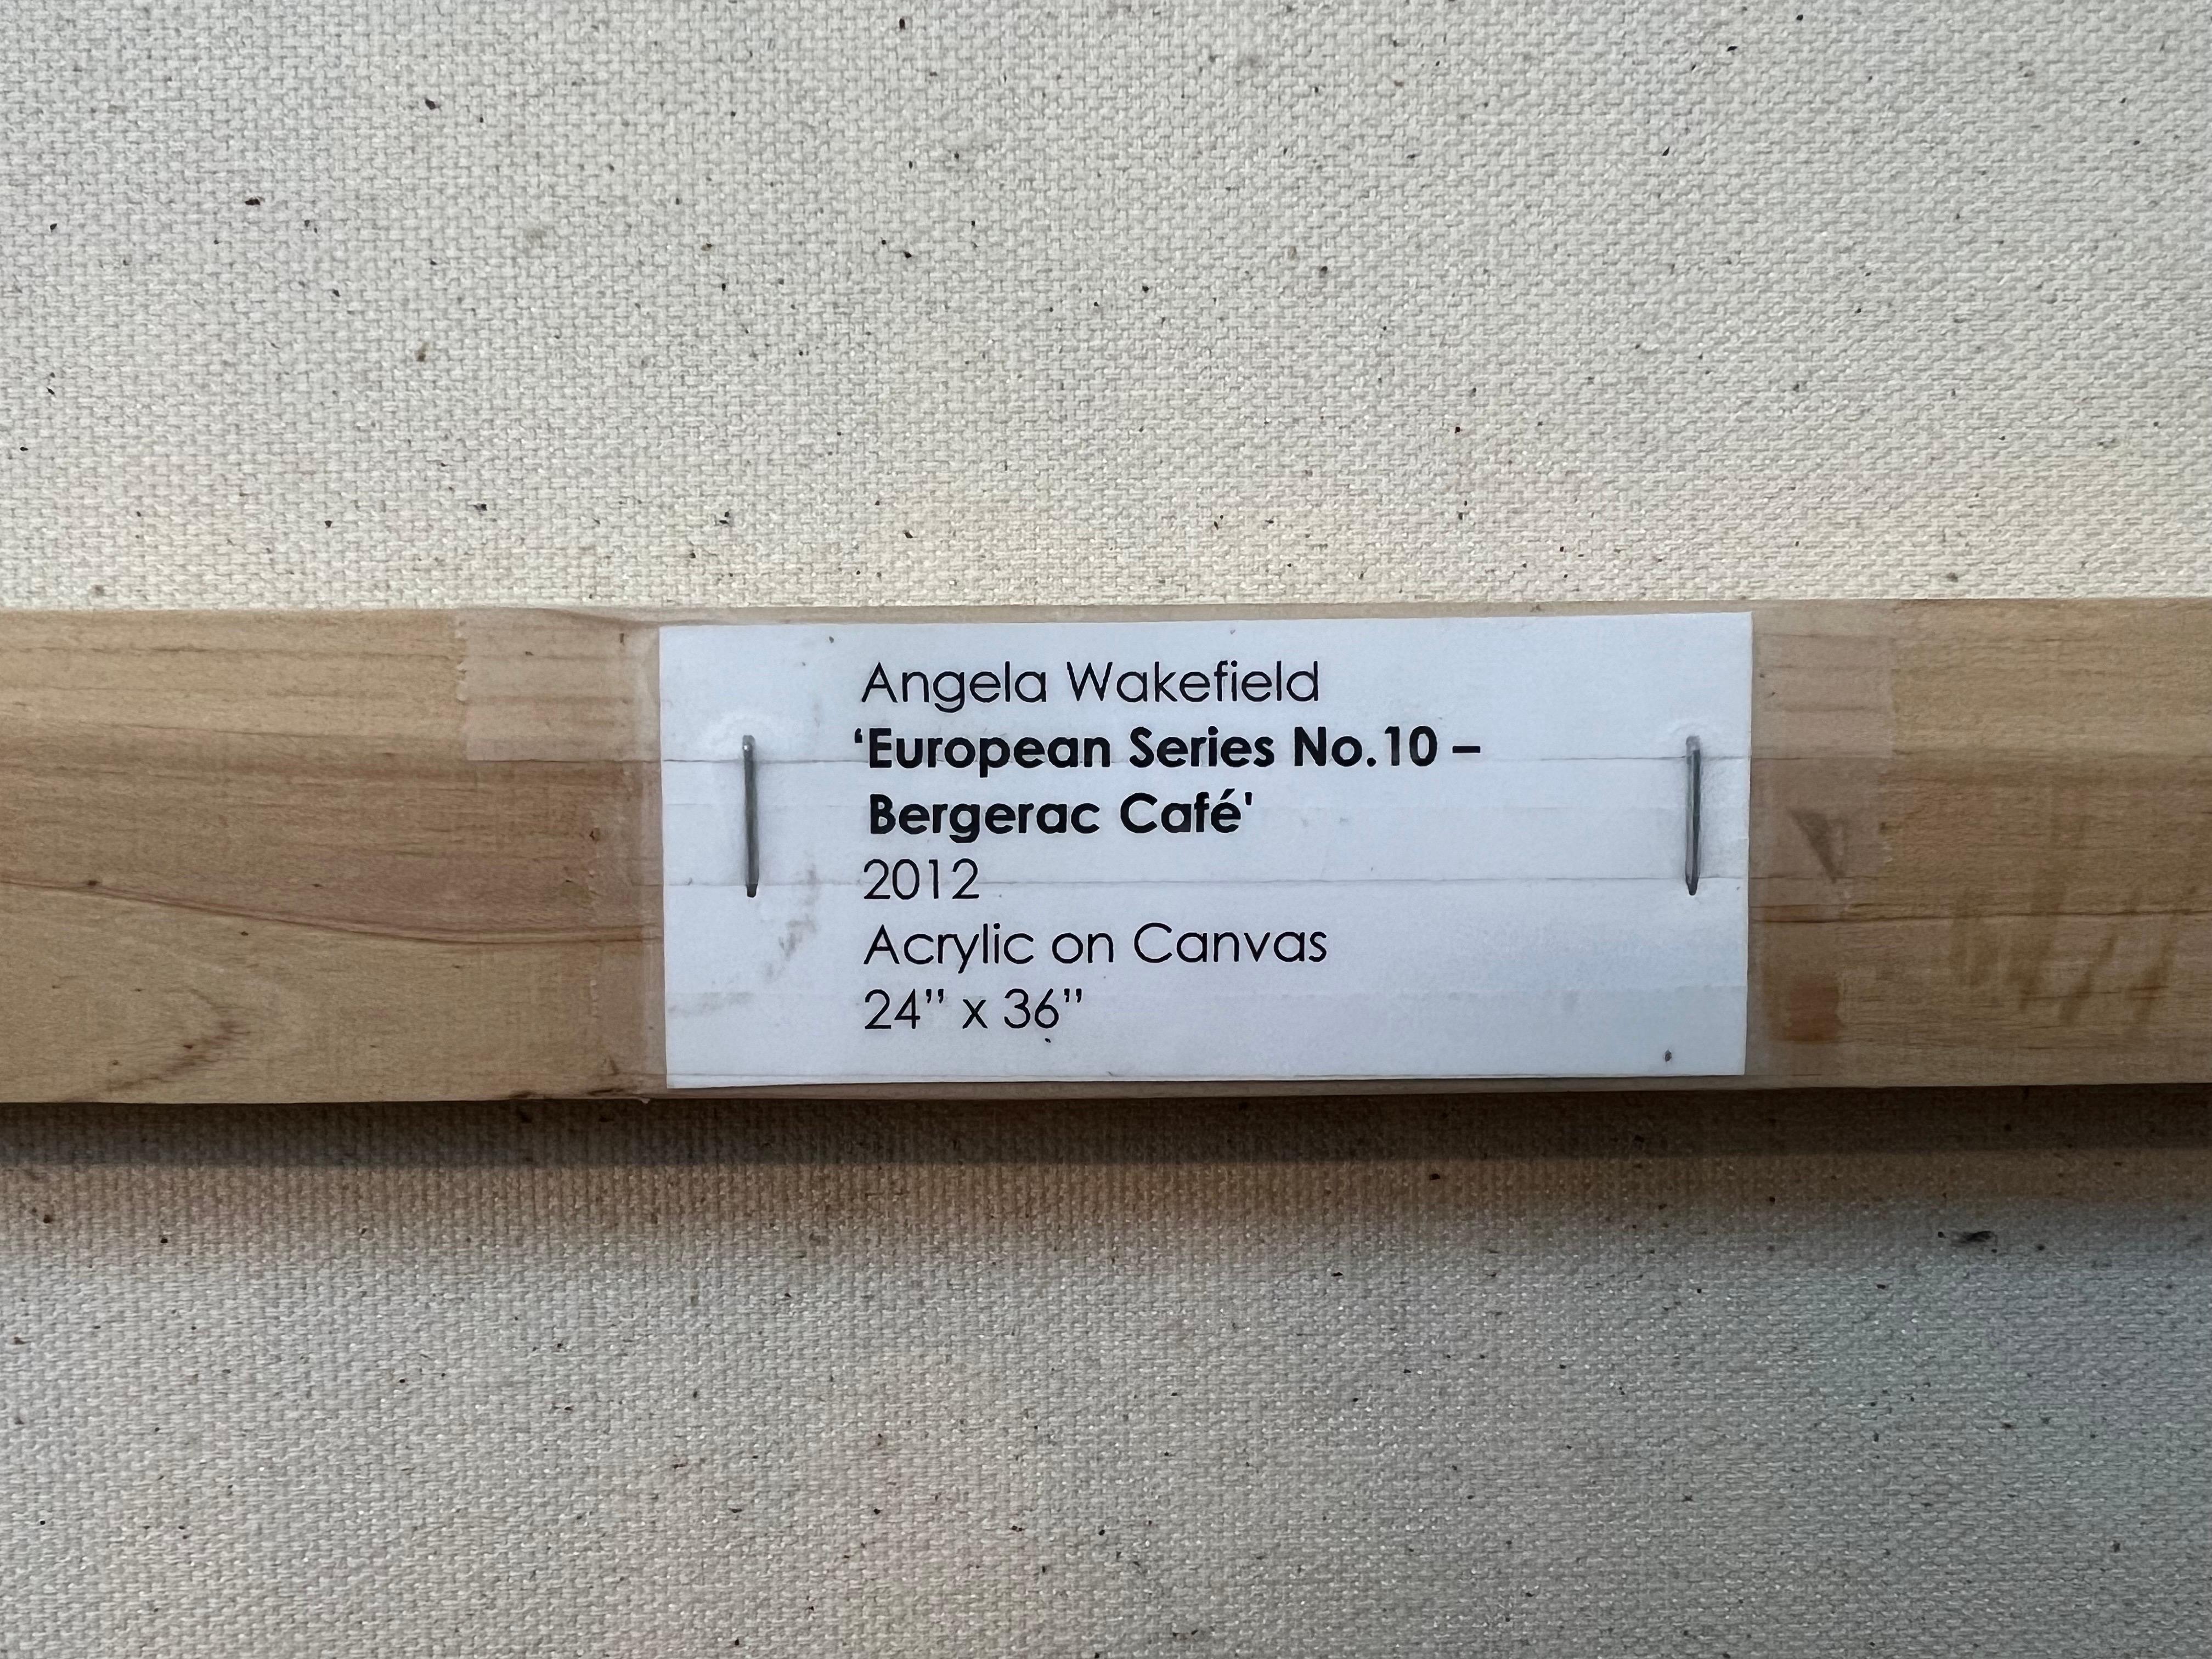 Angela Wakefield
‘European Series No.10 –
Bergerac Café'
2012
Acrylic on Canvas
24” x 36”